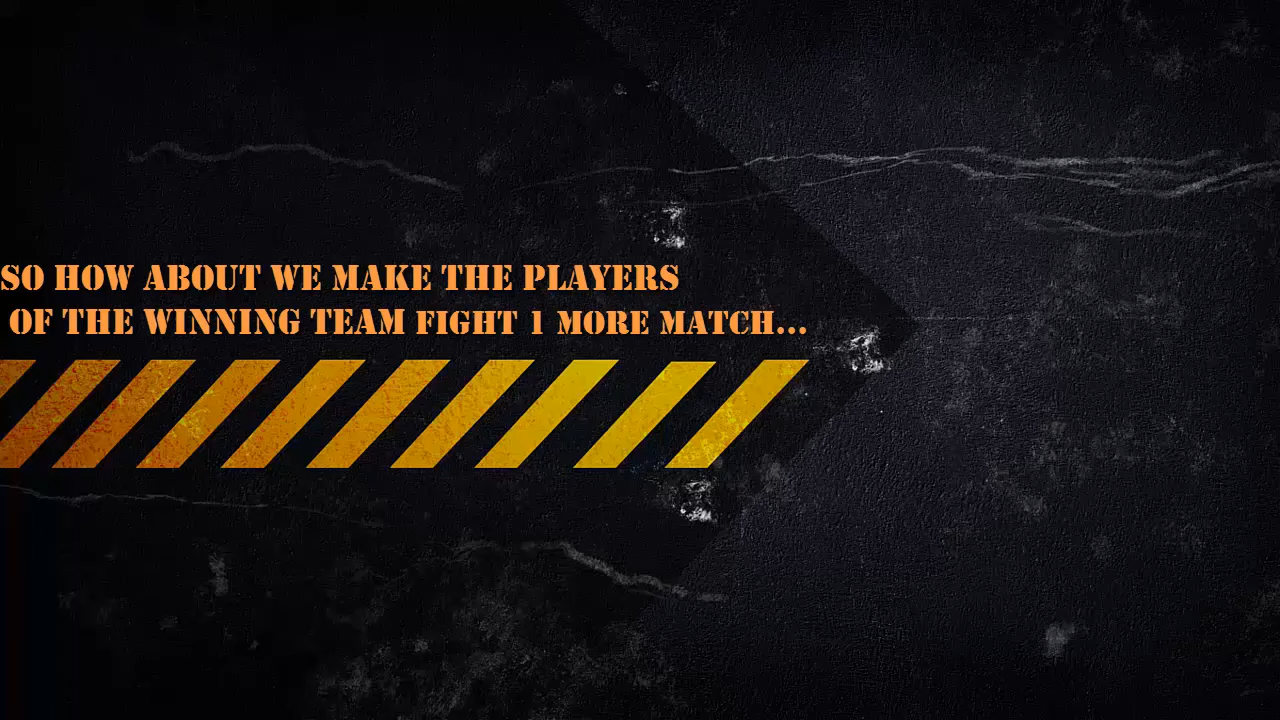 SO HOW ABOUT WE MAKE THE PLAYERS
OF THE WINNING TEAM FIGHT 1 MORE MATCH...